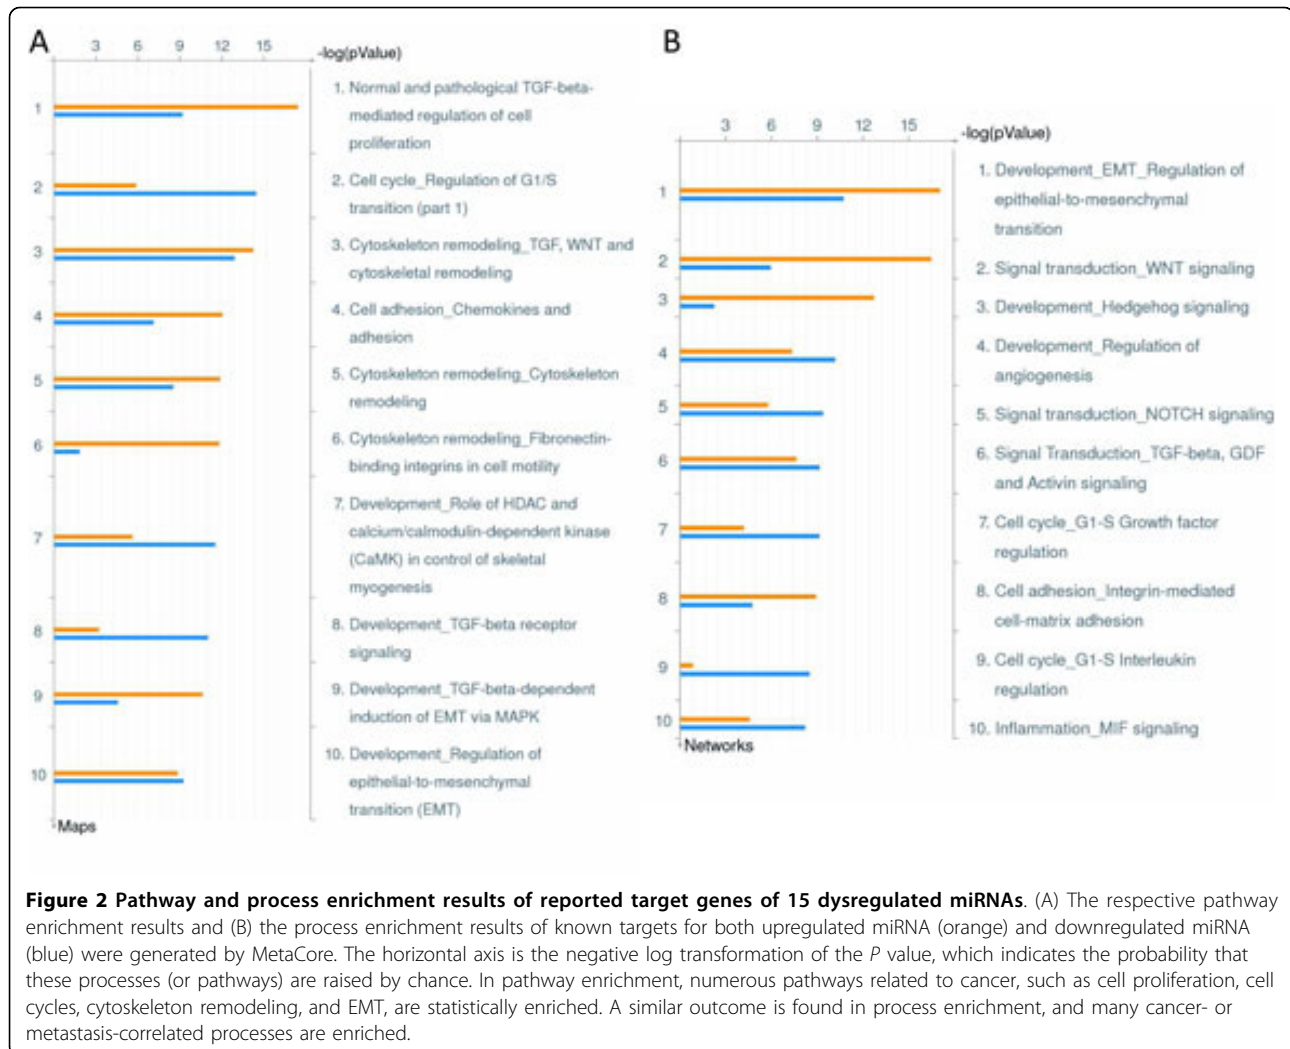 A
3 6 9 12 15
-log(pValue)
1
2
3
4
5
6
7
8
9
10
Maps
1. Normal and pathological TGF-beta-
mediated regulation of cell
proliferation
2. Cell cycle_Regulation of G1/S
transition (part 1)
3. Cytoskeleton remodeling_TGF, WNT and
cytoskeletal remodeling
4. Cell adhesion_Chemokines and
adhesion
5. Cytoskeleton remodeling_Cytoskeleton
remodeling
6. Cytoskeleton remodeling_Fibronectin-
binding integrins in cell motility
7. Development_Role of HDAC and
calcium/calmodulin-dependent kinase
(CaMK) in control of skeletal
myogenesis
8. Development_TGF-beta receptor
signaling
9. Development_TGF-beta-dependent
induction of EMT via MAPK
10. Development_Regulation of
epithelial-to-mesenchymal
transition (EMT)
B
3 6 9 12 15
-log(pValue)
1
2
3
4
5
6
7
8
9
10
Networks
1. Development_EMT_Regulation of
epithelial-to-mesenchymal
transition
2. Signal transduction_WNT signaling
3. Development_Hedgehog signaling
4. Development_Regulation of
angiogenesis
5. Signal transduction_NOTCH signaling
6. Signal Transduction_TGF-beta, GDF
and Activin signaling
7. Cell cycle_G1-S Growth factor
regulation
8. Cell adhesion_Integrin-mediated
cell-matrix adhesion
9. Cell cycle_G1-S Interleukin
regulation
10. Inflammation_MIF signaling
Figure 2 Pathway and process enrichment results of reported target genes of 15 dysregulated miRNAs. (A) The respective pathway
enrichment results and (B) the process enrichment results of known targets for both upregulated miRNA (orange) and downregulated miRNA
(blue) were generated by MetaCore. The horizontal axis is the negative log transformation of the P value, which indicates the probability that
these processes (or pathways) are raised by chance. In pathway enrichment, numerous pathways related to cancer, such as cell proliferation, cell
cycles, cytoskeleton remodeling, and EMT, are statistically enriched. A similar outcome is found in process enrichment, and many cancer- or
metastasis-correlated processes are enriched.